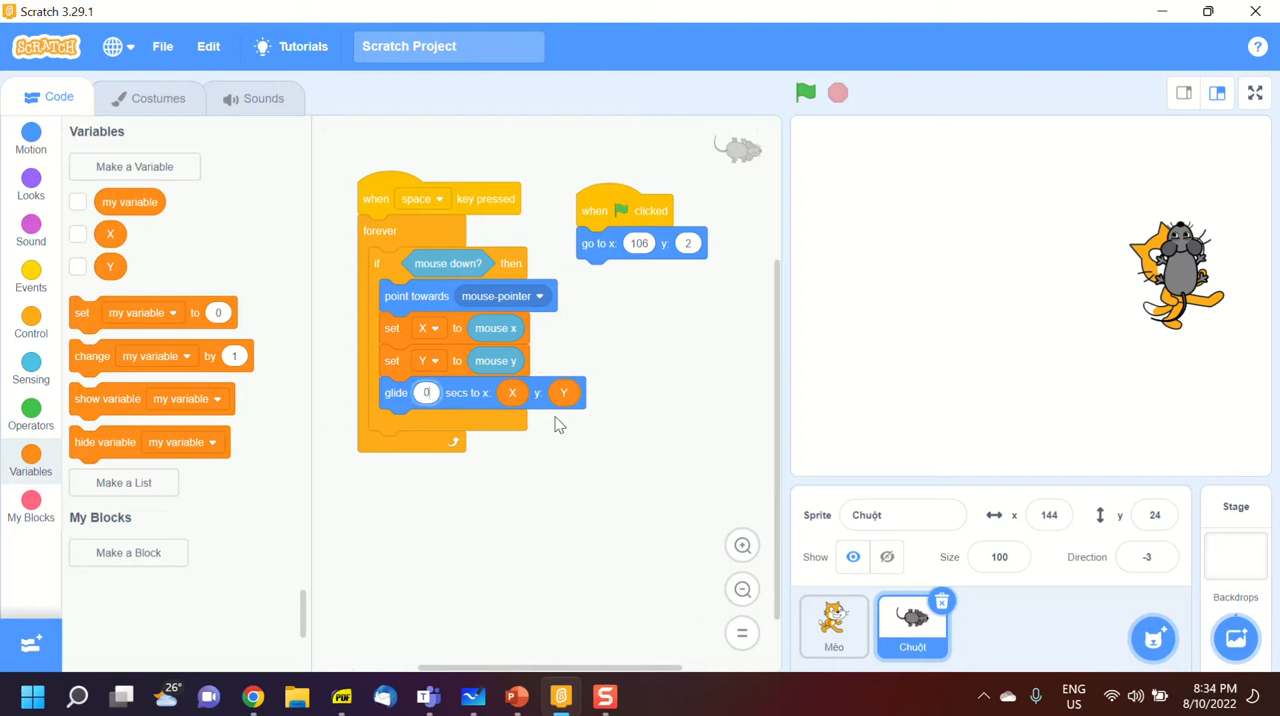 Scratch 3.29.1
SCRATCH
File
Edit
Tutorials
Scratch Project
?
Code
Costumes
Sounds
Motion
Looks
Sound
Events
Control
Sensing
Operators
Variables
My Blocks
Variables
Make a Variable
my variable
X
Y
set my variable to 0
change my variable by 1
show variable my variable
hide variable my variable
Make a List
My Blocks
Make a Block
when space key pressed
forever
if mouse down? then
point towards mouse-pointer
set X to mouse x
set Y to mouse y
glide 0 secs to x: X y: Y
when clicked
go to x: 106 y: 2
Sprite Chuột x 144 y 24
Show Size 100 Direction -3
Mèo
Chuột
Stage
Backdrops
26°
PDF
ENG
US
8:34 PM
8/10/2022